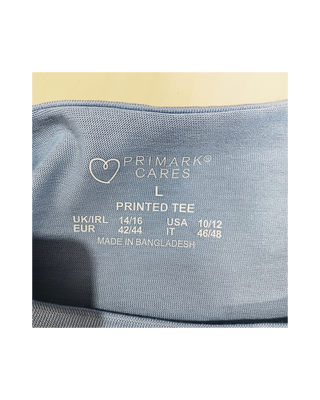 PRIMARK®
CARES
L
PRINTED TEE
UK/IRL 14/16 USA 10/12
EUR 42/44 IT 46/48
MADE IN BANGLADESH